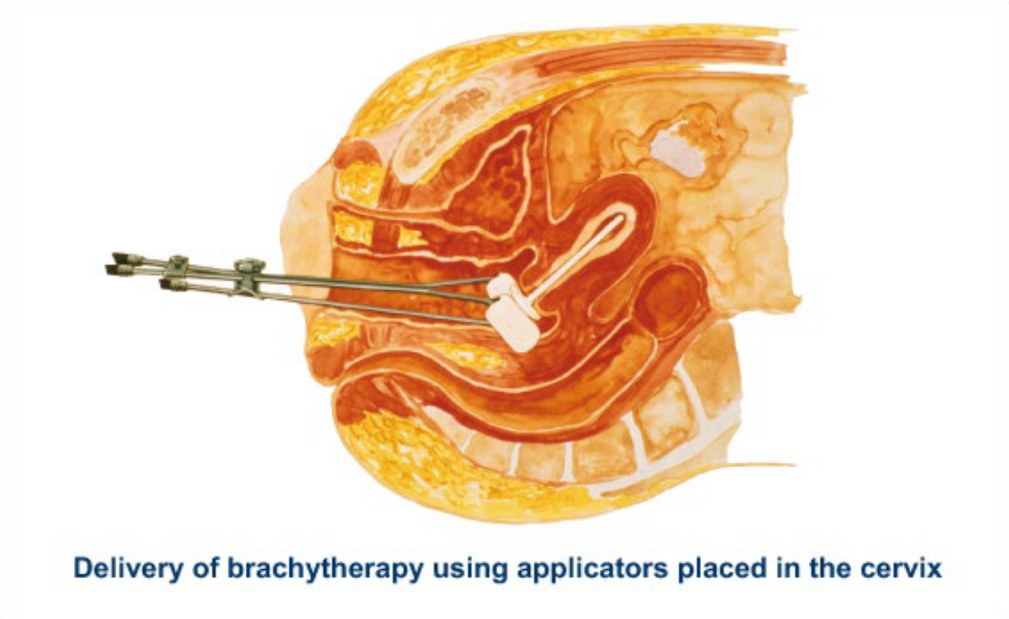 Delivery of brachytherapy using applicators placed in the cervix